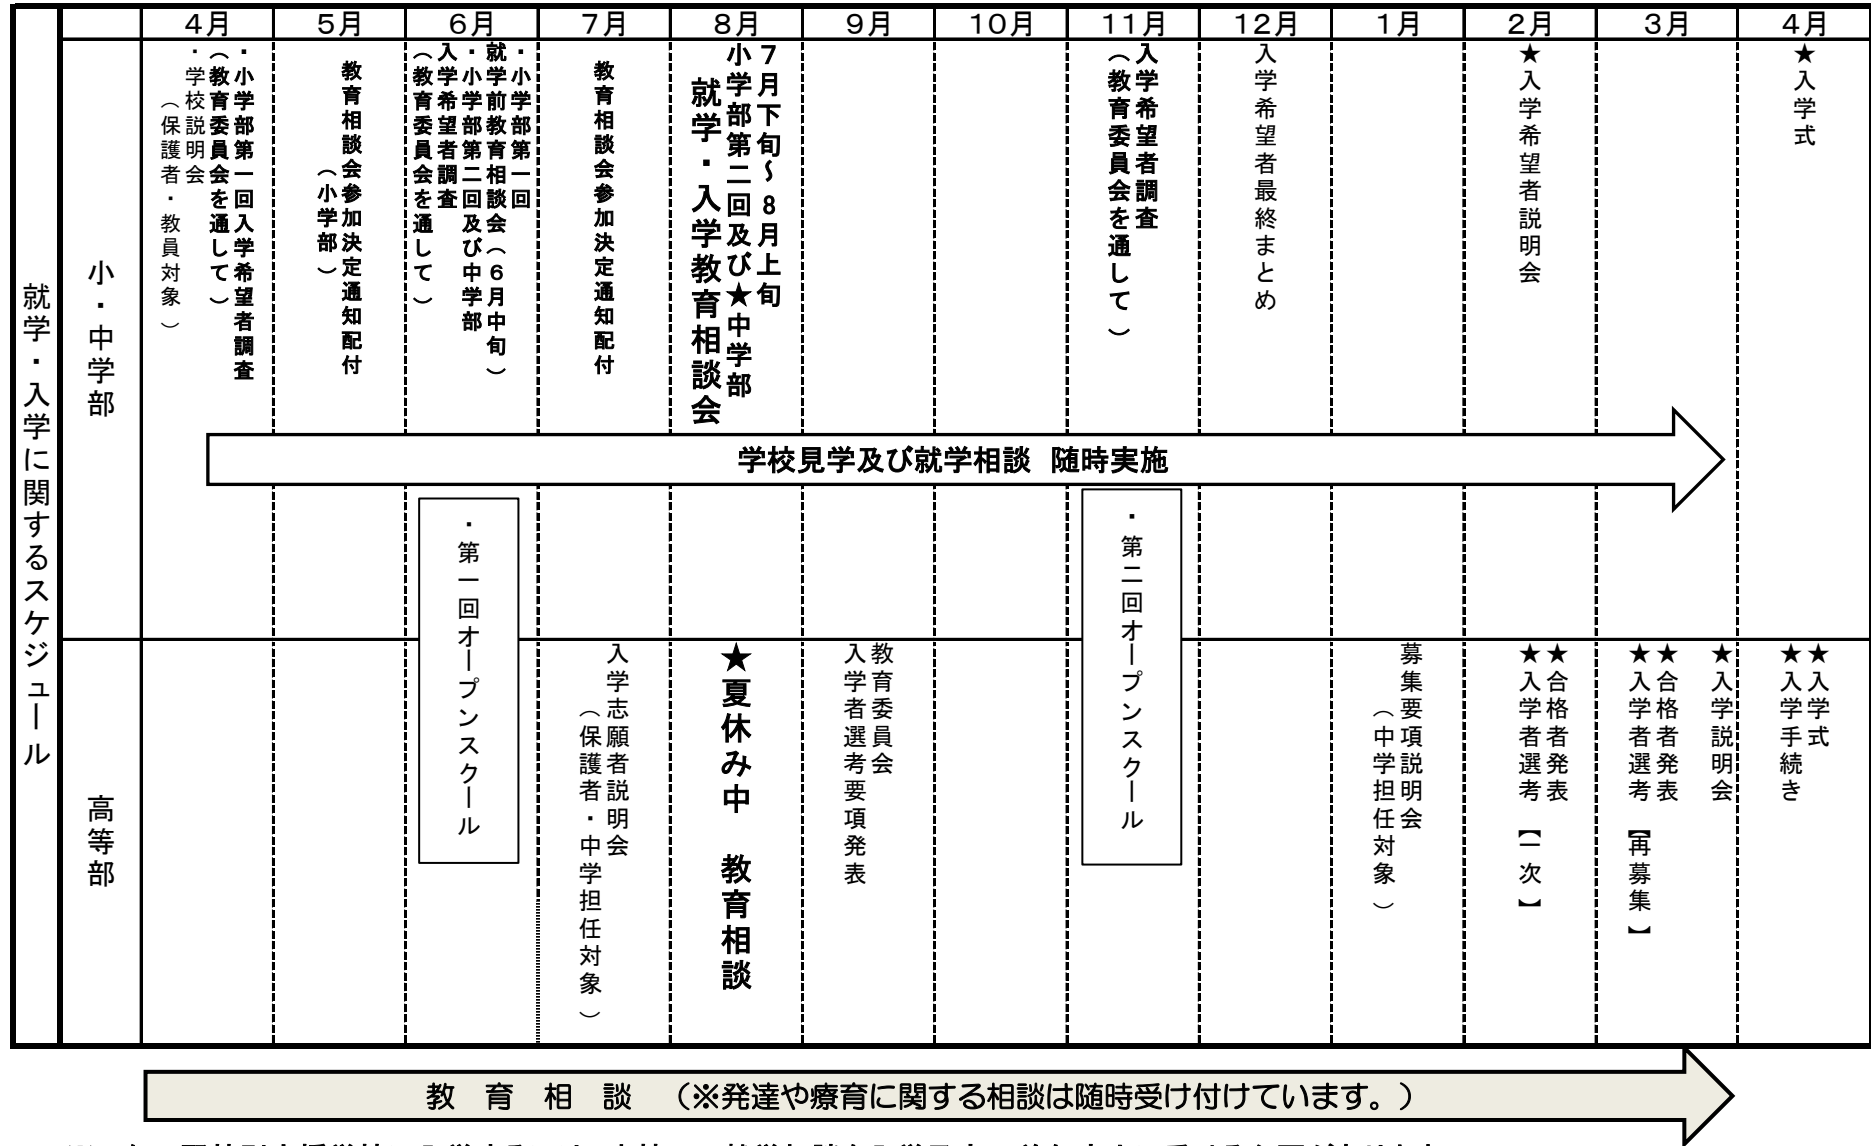 4月
5月
6月
7月
8月
9月
10月
11月
12月
1月
2月
3月
4月
就学・入学に関するスケジュール
小・中学部
・小学部第一回入学希望者調査
（教育委員会を通して）
・学校説明会
（保護者・教員対象）
教育相談会参加決定通知配付
（小学部）
・小学部第一回
就学前教育相談会（６月中旬）
・小学部第二回及び中学部
入学希望者調査
（教育委員会を通して）
教育相談会参加決定通知配付
７月下旬～８月上旬
小学部第二回及び★中学部
就学・入学教育相談会
入学希望者調査
（教育委員会を通して）
入学希望者最終まとめ
★入学希望者説明会
★入学式
学校見学及び就学相談　随時実施
・第一回オープンスクール
・第二回オープンスクール
高等部
入学志願者説明会
（保護者・中学担任対象）
★夏休み中　教育相談
教育委員会
入学者選考要項発表
募集要項説明会
（中学担任対象）
★合格者発表
★入学者選考【一次】
★入学説明会
★合格者発表
★入学者選考【再募集】
★入学式
★入学手続き
教　育　相　談　（※発達や療育に関する相談は随時受け付けています。）